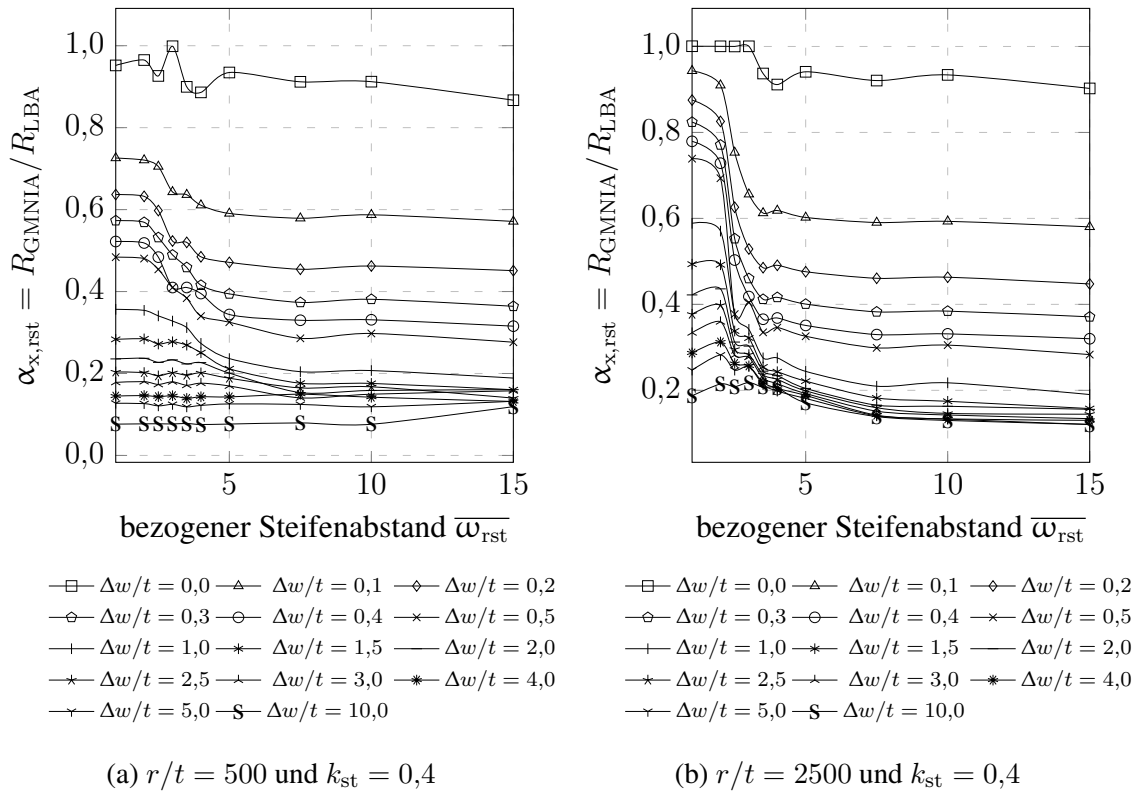 1,0
0,8
0,6
0,4
0,2
0,0
5
10
15
αx,rst = RGMNIA/RLBA
bezogener Steifenabstand ω̅rst
Δw/t = 0,0 Δw/t = 0,1 Δw/t = 0,2
Δw/t = 0,3 Δw/t = 0,4 Δw/t = 0,5
Δw/t = 1,0 Δw/t = 1,5 Δw/t = 2,0
Δw/t = 2,5 Δw/t = 3,0 Δw/t = 4,0
Δw/t = 5,0 S Δw/t = 10,0
(a) r/t = 500 und kst = 0,4
1,0
0,8
0,6
0,4
0,2
5
10
15
αx,rst = RGMNIA/RLBA
bezogener Steifenabstand ω̅rst
Δw/t = 0,0 Δw/t = 0,1 Δw/t = 0,2
Δw/t = 0,3 Δw/t = 0,4 Δw/t = 0,5
Δw/t = 1,0 Δw/t = 1,5 Δw/t = 2,0
Δw/t = 2,5 Δw/t = 3,0 Δw/t = 4,0
Δw/t = 5,0 S Δw/t = 10,0
(b) r/t = 2500 und kst = 0,4